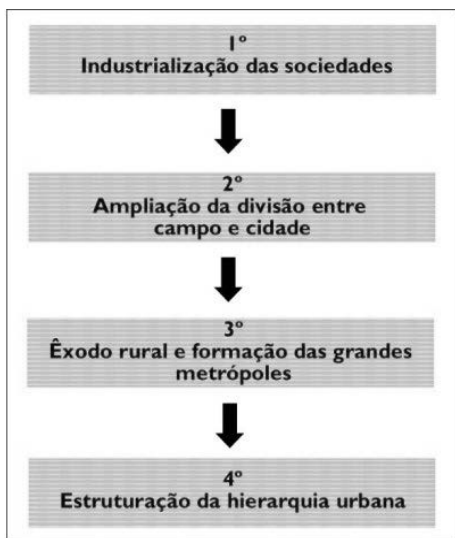 1º
Industrialização das sociedades
2º
Ampliação da divisão entre
campo e cidade
3º
Êxodo rural e formação das grandes
metrópoles
4º
Estruturação da hierarquia urbana